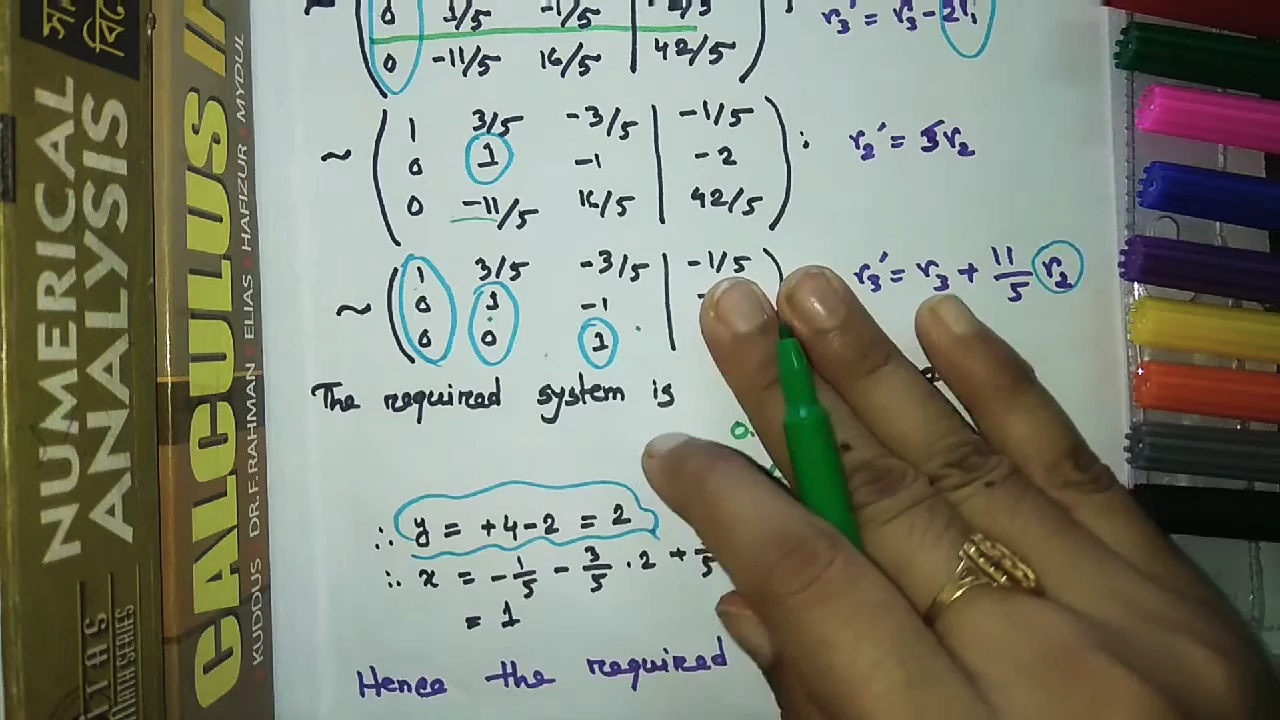 সং
বি
NUMERICAL
ANALYSIS
MATH SERIES
CALCULUS
KUDDUS DR.F.RAHMAN ELIAS HAFIZUR MYDUL
0 1/5 -1/5
r₃' = r₃ - 2r₁
0 -11/5 16/5 | 42/5
~ 1 3/5 -3/5 | -1/5
0 1 -1 | -2 : r₂' = 5r₂
0 -11/5 16/5 | 42/5
~ 1 3/5 -3/5 | -1/5
0 1 -1 r₃' = r₃ + 11/5 r₂
0 0 1
The required system is
∴ y = +4-2 = 2
∴ x = -1/5 - 3/5 · 2 +
= 1
Hence the required